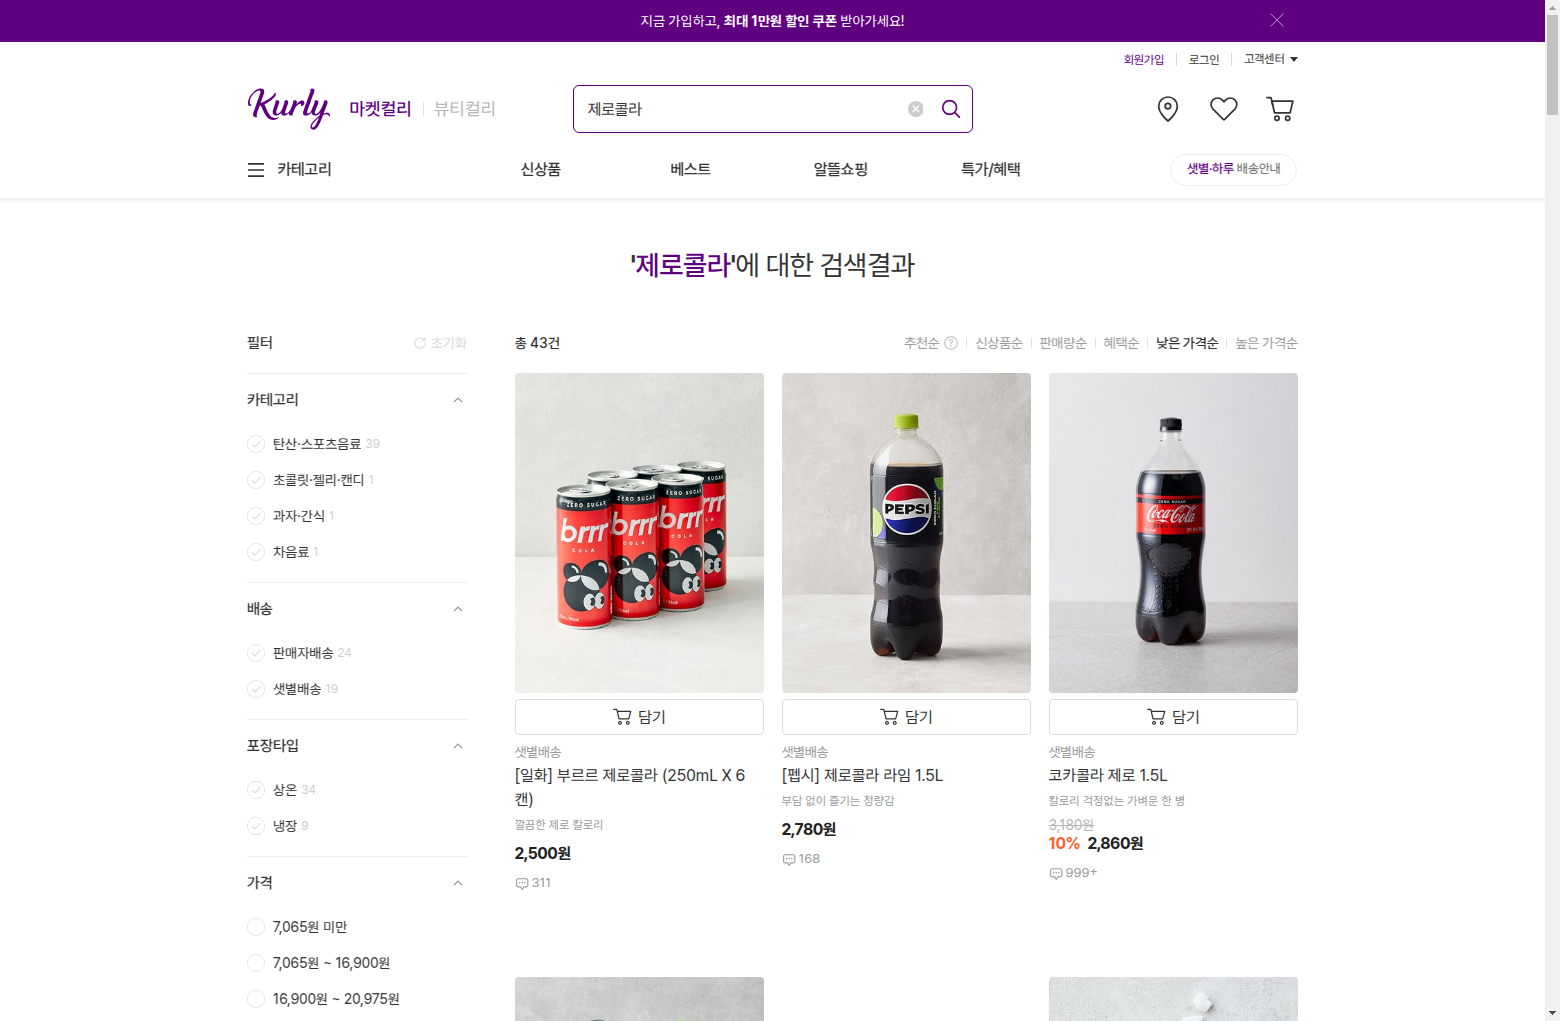 지금 가입하고, 최대 1만원 할인 쿠폰 받아가세요!
회원가입
로그인
고객센터
Kurly
마켓컬리
뷰티컬리
제로콜라
카테고리
신상품
베스트
알뜰쇼핑
특가/혜택
샛별·하루 배송안내
'제로콜라'에 대한 검색결과
필터
초기화
총 43건
추천순
신상품순
판매량순
혜택순
낮은 가격순
높은 가격순
카테고리
탄산·스포츠음료 39
초콜릿·젤리·캔디 1
과자·간식 1
차음료 1
배송
판매자배송 24
샛별배송 19
포장타입
상온 34
냉장 9
가격
7,065원 미만
7,065원 ~ 16,900원
16,900원 ~ 20,975원
ZERO SUGAR
brrr
COLA
담기
샛별배송
[일화] 부르르 제로콜라 (250mL X 6
캔)
깔끔한 제로 칼로리
2,500원
311
PEPSI
담기
샛별배송
[펩시] 제로콜라 라임 1.5L
부담 없이 즐기는 청량감
2,780원
168
Coca-Cola
담기
샛별배송
코카콜라 제로 1.5L
칼로리 걱정없는 가벼운 한 병
3,180원
10% 2,860원
999+